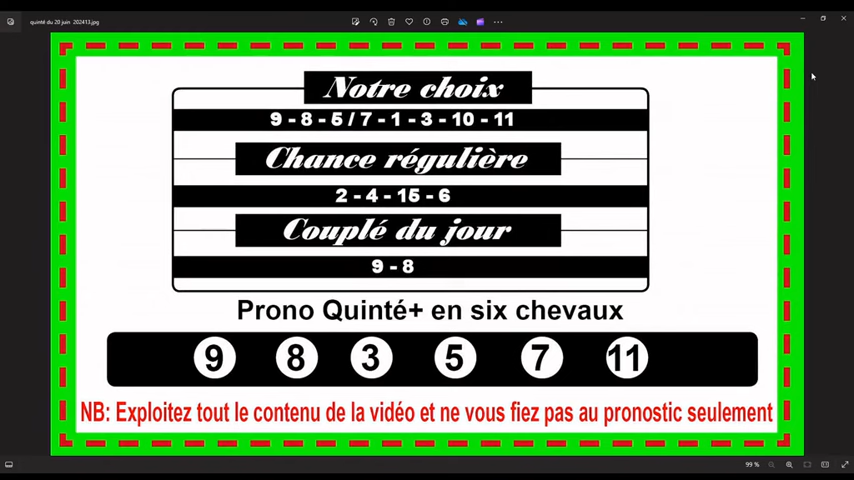 quinté du 20 juin 202413.jpg
Notre choix
9 - 8 - 5 / 7 - 1 - 3 - 10 - 11
Chance régulière
2 - 4 - 15 - 6
Couplé du jour
9 - 8
Prono Quinté+ en six chevaux
9 8 3 5 7 11
NB: Exploitez tout le contenu de la vidéo et ne vous fiez pas au pronostic seulement
99 %